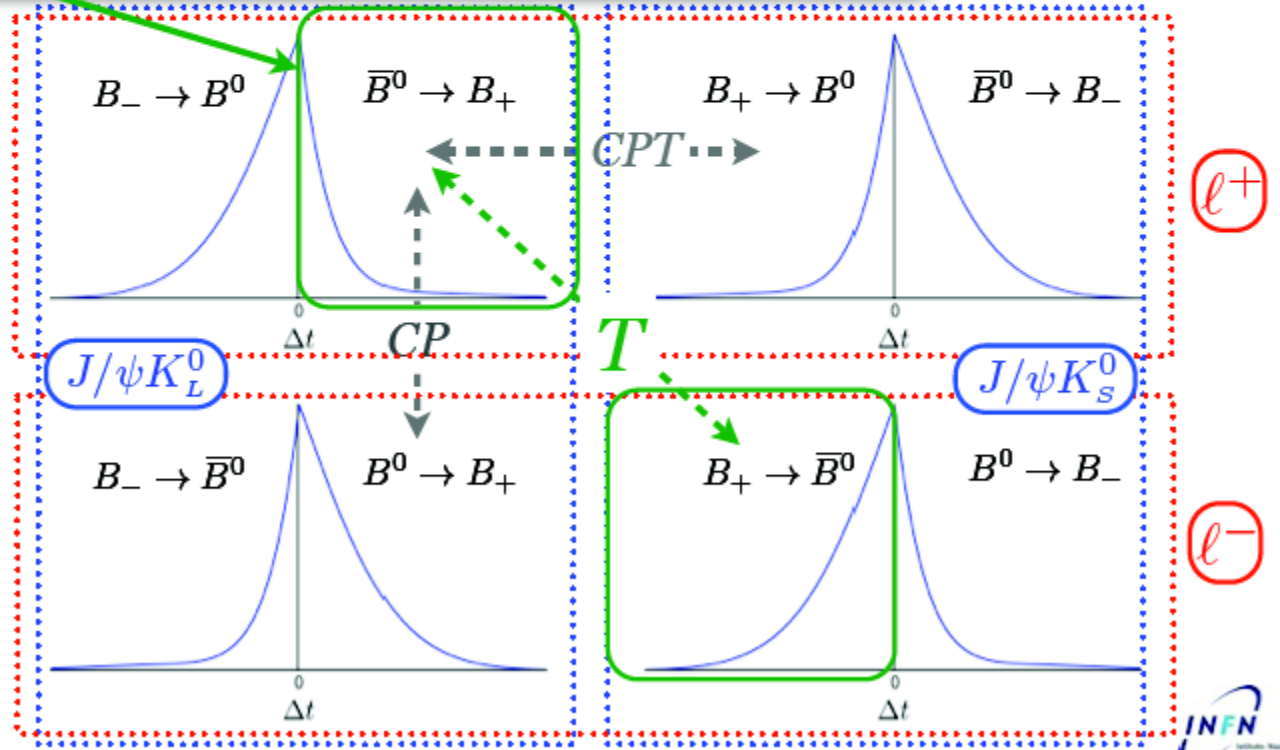 B₋ → B⁰
B̅⁰ → B₊
B₊ → B⁰
B̅⁰ → B₋
CPT
ℓ⁺
0
0
Δt
Δt
CP
T
J/ψK⁰_L
J/ψK⁰_S
B₋ → B̅⁰
B⁰ → B₊
B₊ → B̅⁰
B⁰ → B₋
ℓ⁻
0
0
Δt
Δt
INFN